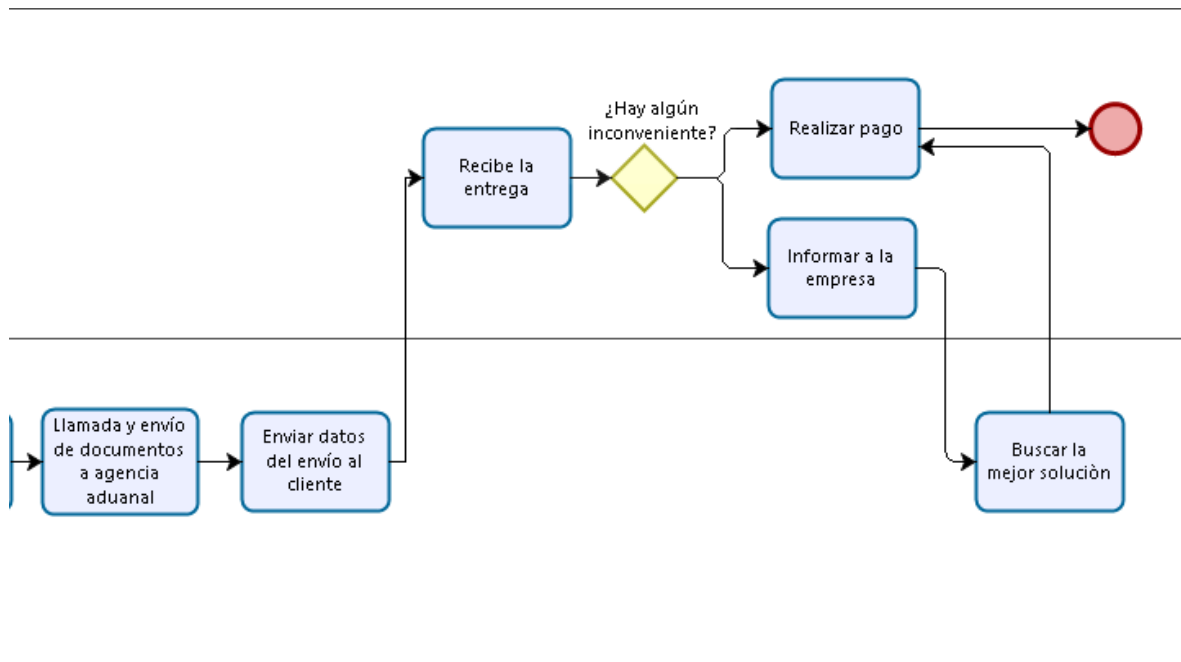 ¿Hay algún
inconveniente?
Realizar pago
Recibe la
entrega
Informar a la
empresa
Llamada y envío
de documentos
a agencia
aduanal
Enviar datos
del envío al
cliente
Buscar la
mejor soluciòn